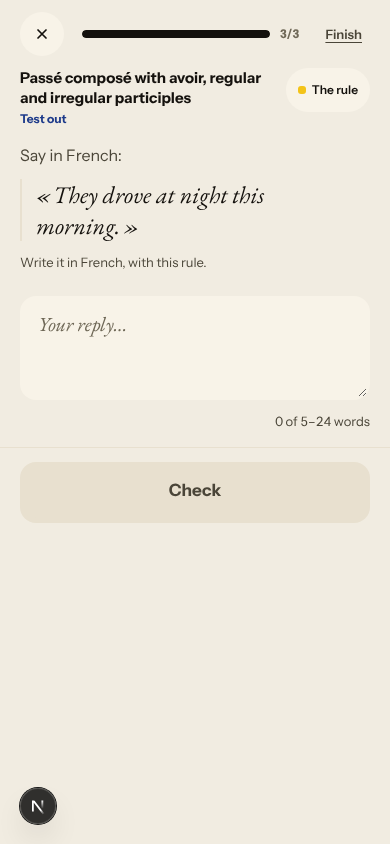 ×
3/3
Finish
Passé composé with avoir, regular
and irregular participles
Test out
The rule
Say in French:
« They drove at night this
morning. »
Write it in French, with this rule.
Your reply...
0 of 5–24 words
Check
N